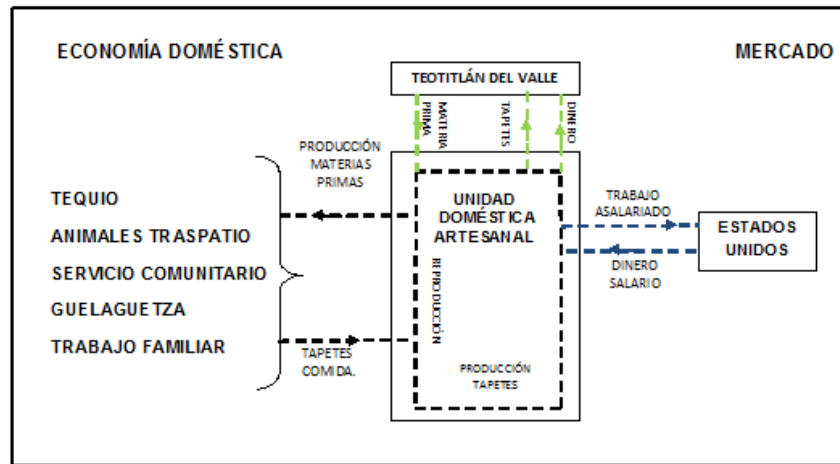 ECONOMÍA DOMÉSTICA
MERCADO
TEOTITLÁN DEL VALLE
MATERIA
PRIMA
TAPETES
DINERO
PRODUCCIÓN
MATERIAS
PRIMAS
TEQUIO
ANIMALES TRASPATIO
SERVICIO COMUNITARIO
GUELAGUETZA
TRABAJO FAMILIAR
TAPETES
COMIDA.
UNIDAD
DOMÉSTICA
ARTESANAL
REPRODUCCIÓN
PRODUCCIÓN
TAPETES
TRABAJO
ASALARIADO
DINERO
SALARIO
ESTADOS
UNIDOS